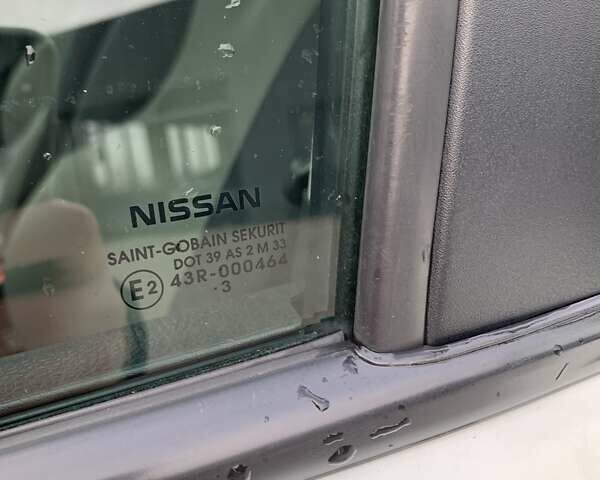 NISSAN
SAINT-GOBAIN SEKURIT
DOT 39 AS 2 M 33
E2 43R-000464
·3